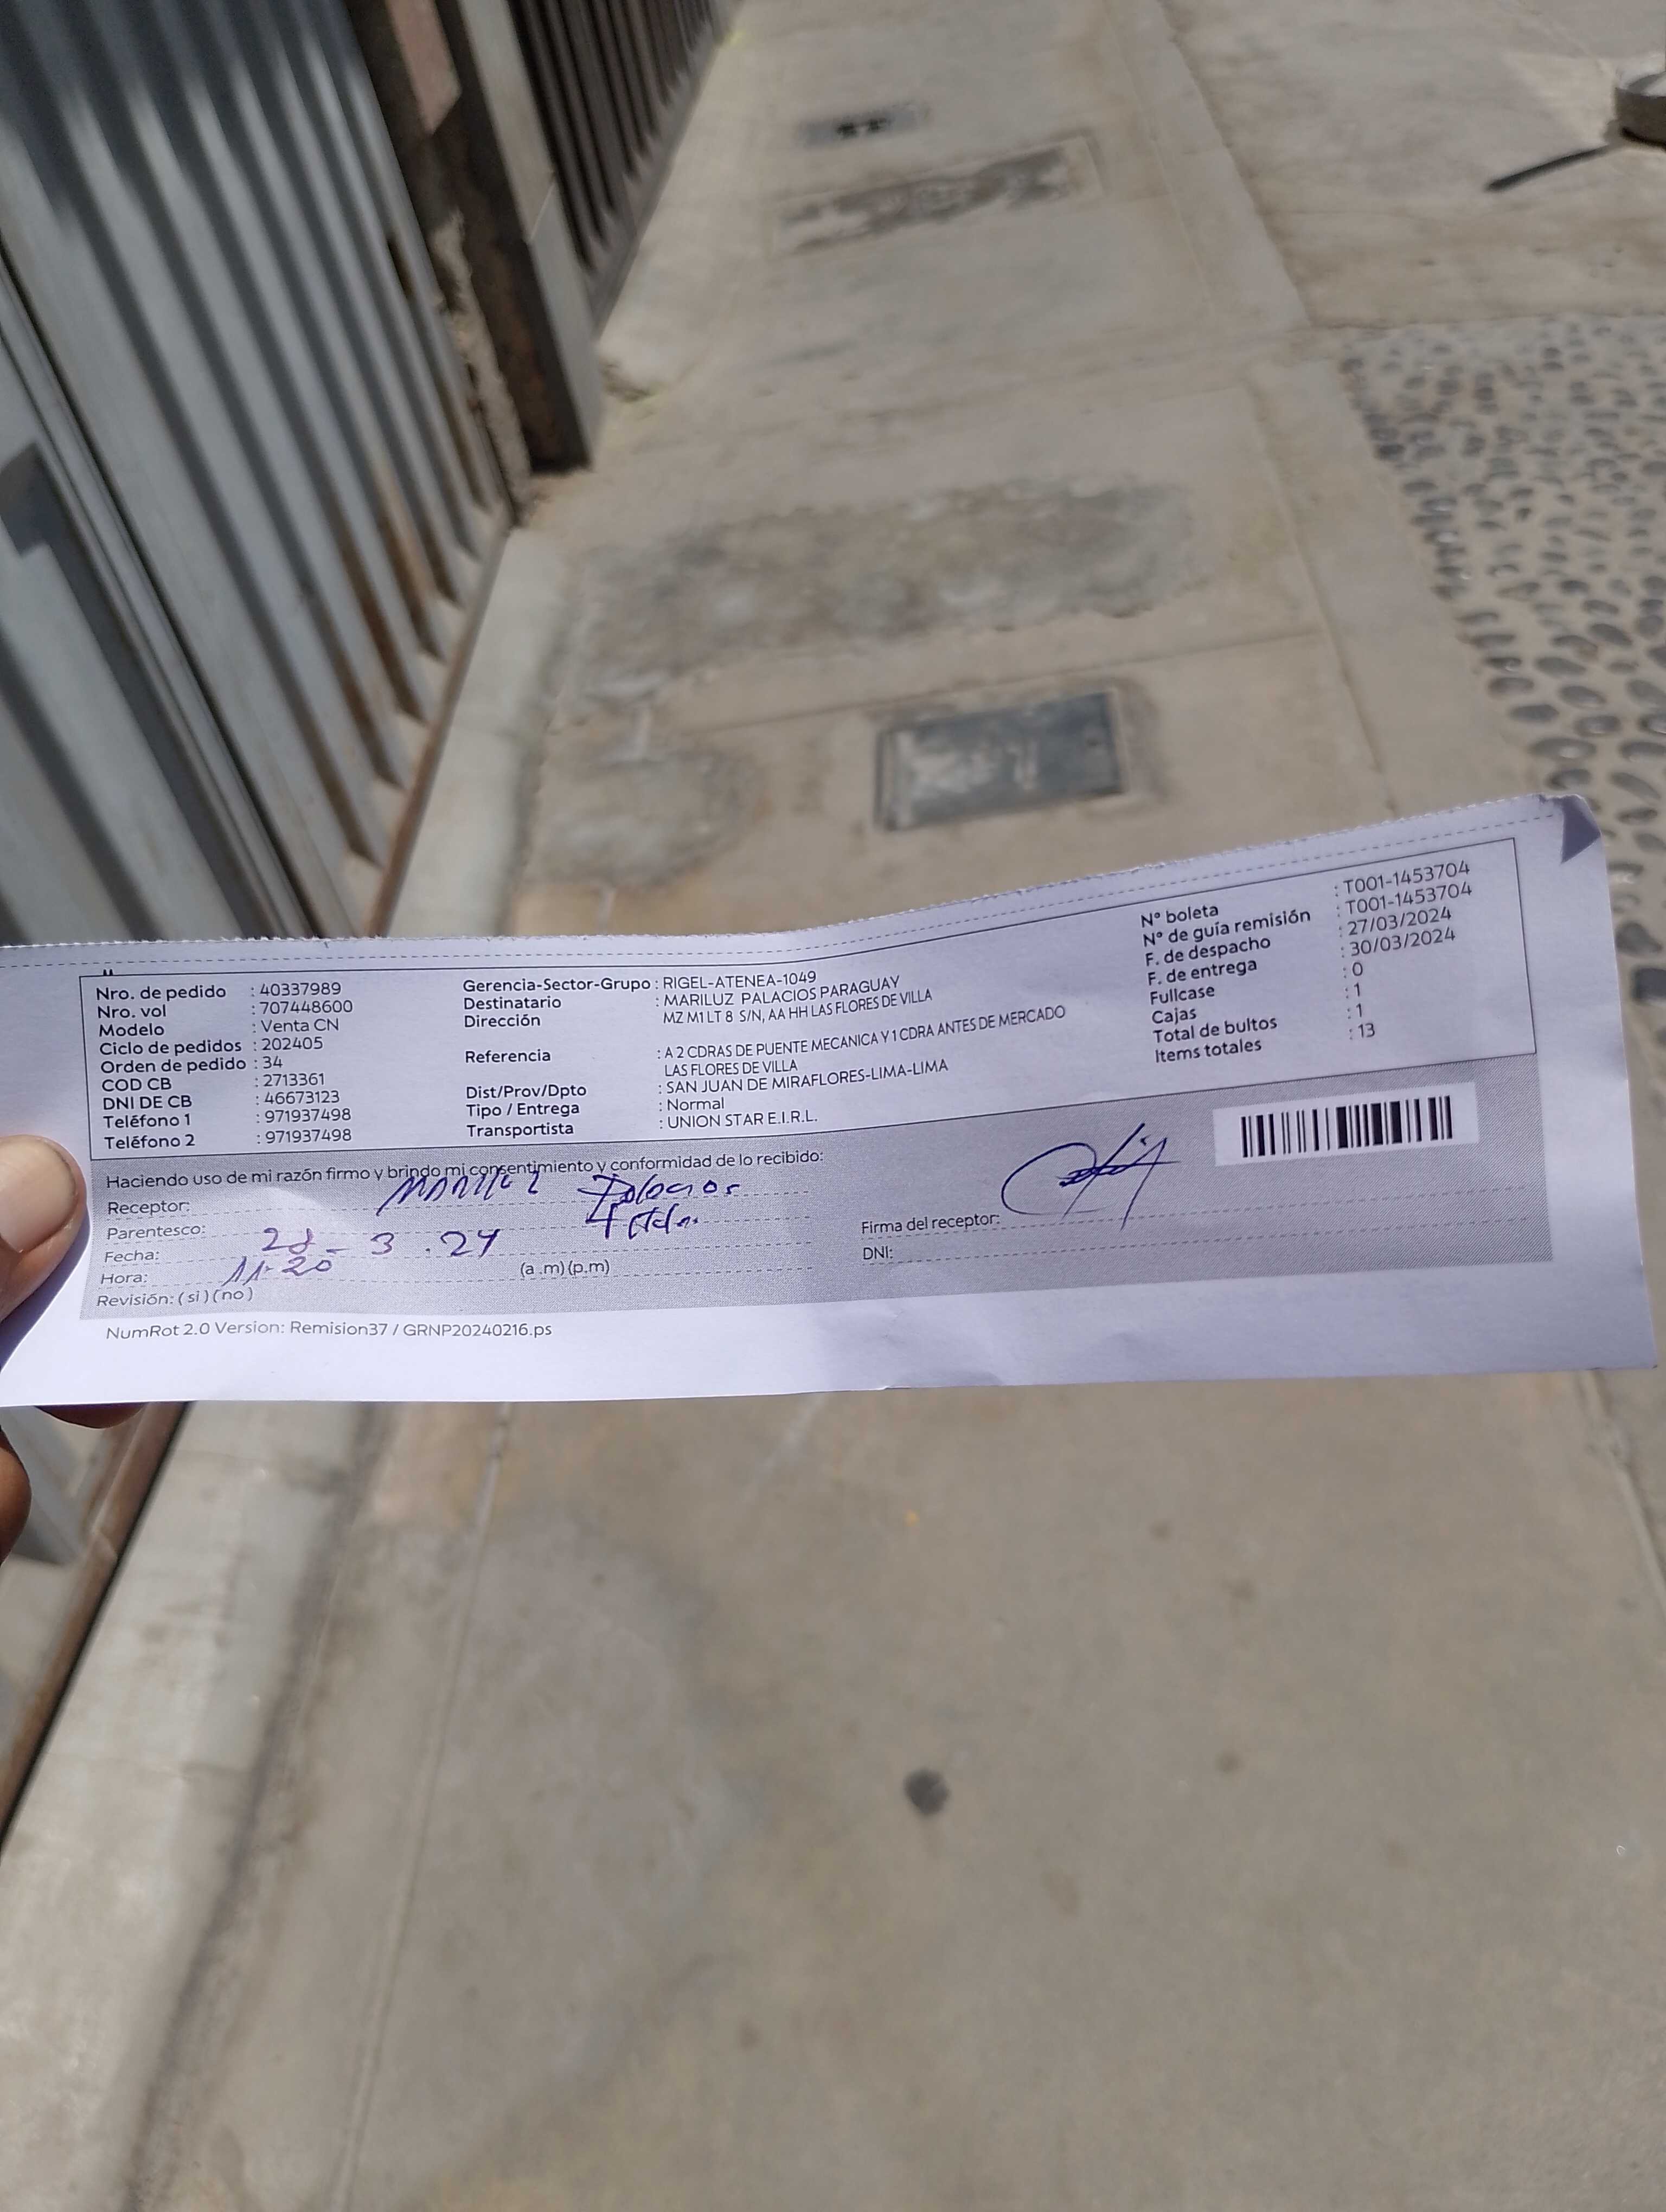 Nro. de pedido : 40337989
Nro. vol : 707448600
Modelo : Venta CN
Ciclo de pedidos : 202405
Orden de pedido : 34
COD CB : 2713361
DNI DE CB : 46673123
Teléfono 1 : 971937498
Teléfono 2 : 971937498
Gerencia-Sector-Grupo : RIGEL-ATENEA-1049
Destinatario : MARILUZ PALACIOS PARAGUAY
Dirección MZ M1 LT 8 S/N, AA HH LAS FLORES DE VILLA
Referencia : A 2 CDRAS DE PUENTE MECANICA Y 1 CDRA ANTES DE MERCADO
LAS FLORES DE VILLA
Dist/Prov/Dpto : SAN JUAN DE MIRAFLORES-LIMA-LIMA
Tipo / Entrega : Normal
Transportista : UNION STAR E.I.R.L.
N° boleta : T001-1453704
N° de guía remisión : T001-1453704
F. de despacho : 27/03/2024
F. de entrega : 30/03/2024
Fullcase : 0
Cajas : 1
Total de bultos : 1
Items totales : 13
Haciendo uso de mi razón firmo y brindo mi consentimiento y conformidad de lo recibido:
Receptor: Palacios
Parentesco:
Fecha: 28 - 3 . 24
Hora: 11-20 (a .m) (p.m)
Revisión: ( si ) ( no )
Firma del receptor:
DNI:
NumRot 2.0 Version: Remision37 / GRNP20240216.ps